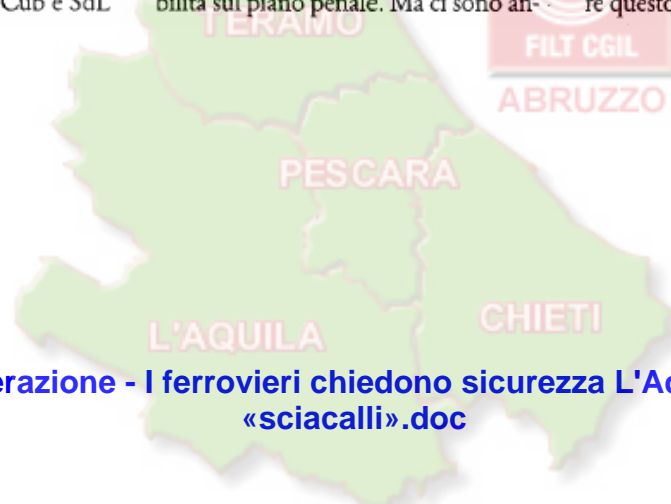 Cub e SdL bilità sul piano penale. Ma ci sono an- re questo
TERAMO
FILT CGIL
ABRUZZO
PESCARA
L'AQUILA
CHIETI
erazione - I ferrovieri chiedono sicurezza L'A
«sciacalli».doc